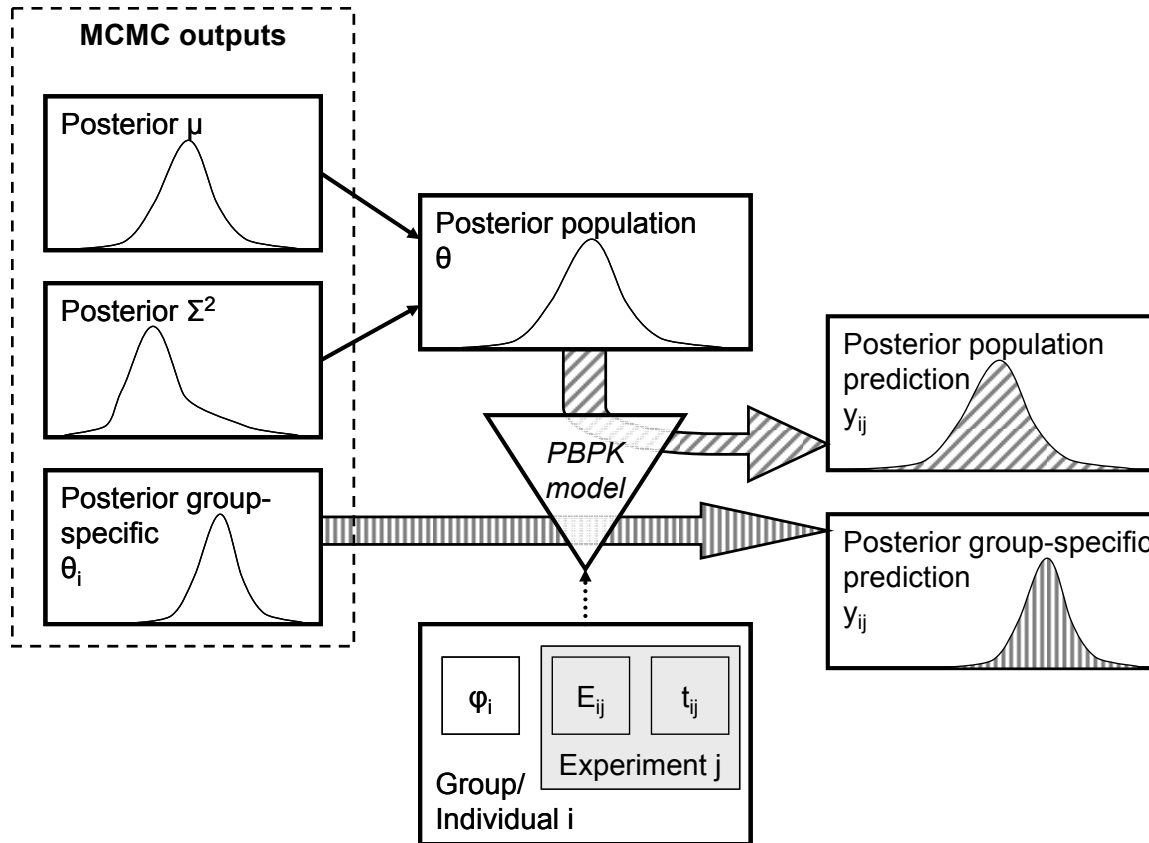 MCMC outputs
Posterior μ
Posterior Σ²
Posterior group-
specific
θᵢ
Posterior population
θ
PBPK
model
Posterior population
prediction
yᵢⱼ
Posterior group-specific
prediction
yᵢⱼ
φᵢ
Eᵢⱼ
tᵢⱼ
Experiment j
Group/
Individual i